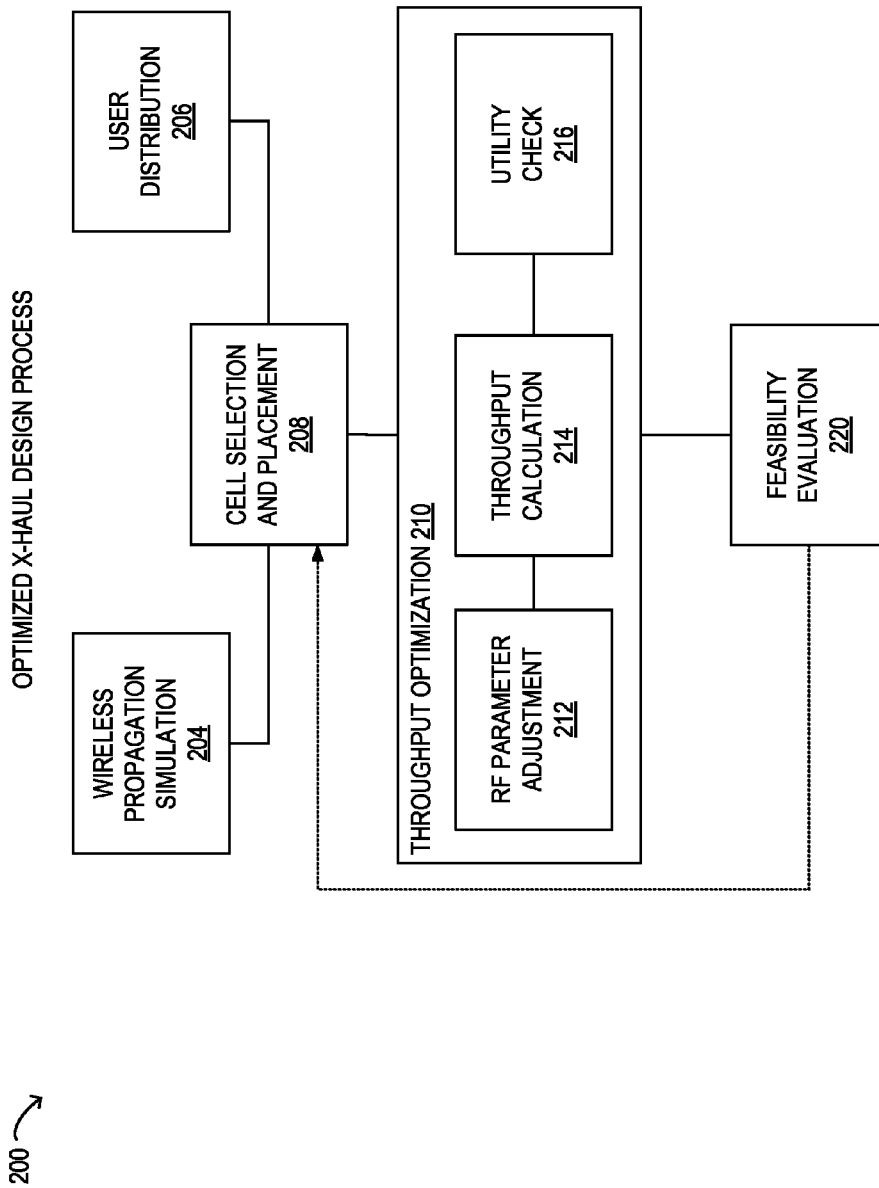 200
OPTIMIZED X-HAUL DESIGN PROCESS
WIRELESS
PROPAGATION
SIMULATION
204
USER
DISTRIBUTION
206
CELL SELECTION
AND PLACEMENT
208
THROUGHPUT OPTIMIZATION 210
RF PARAMETER
ADJUSTMENT
212
THROUGHPUT
CALCULATION
214
UTILITY
CHECK
216
FEASIBILITY
EVALUATION
220